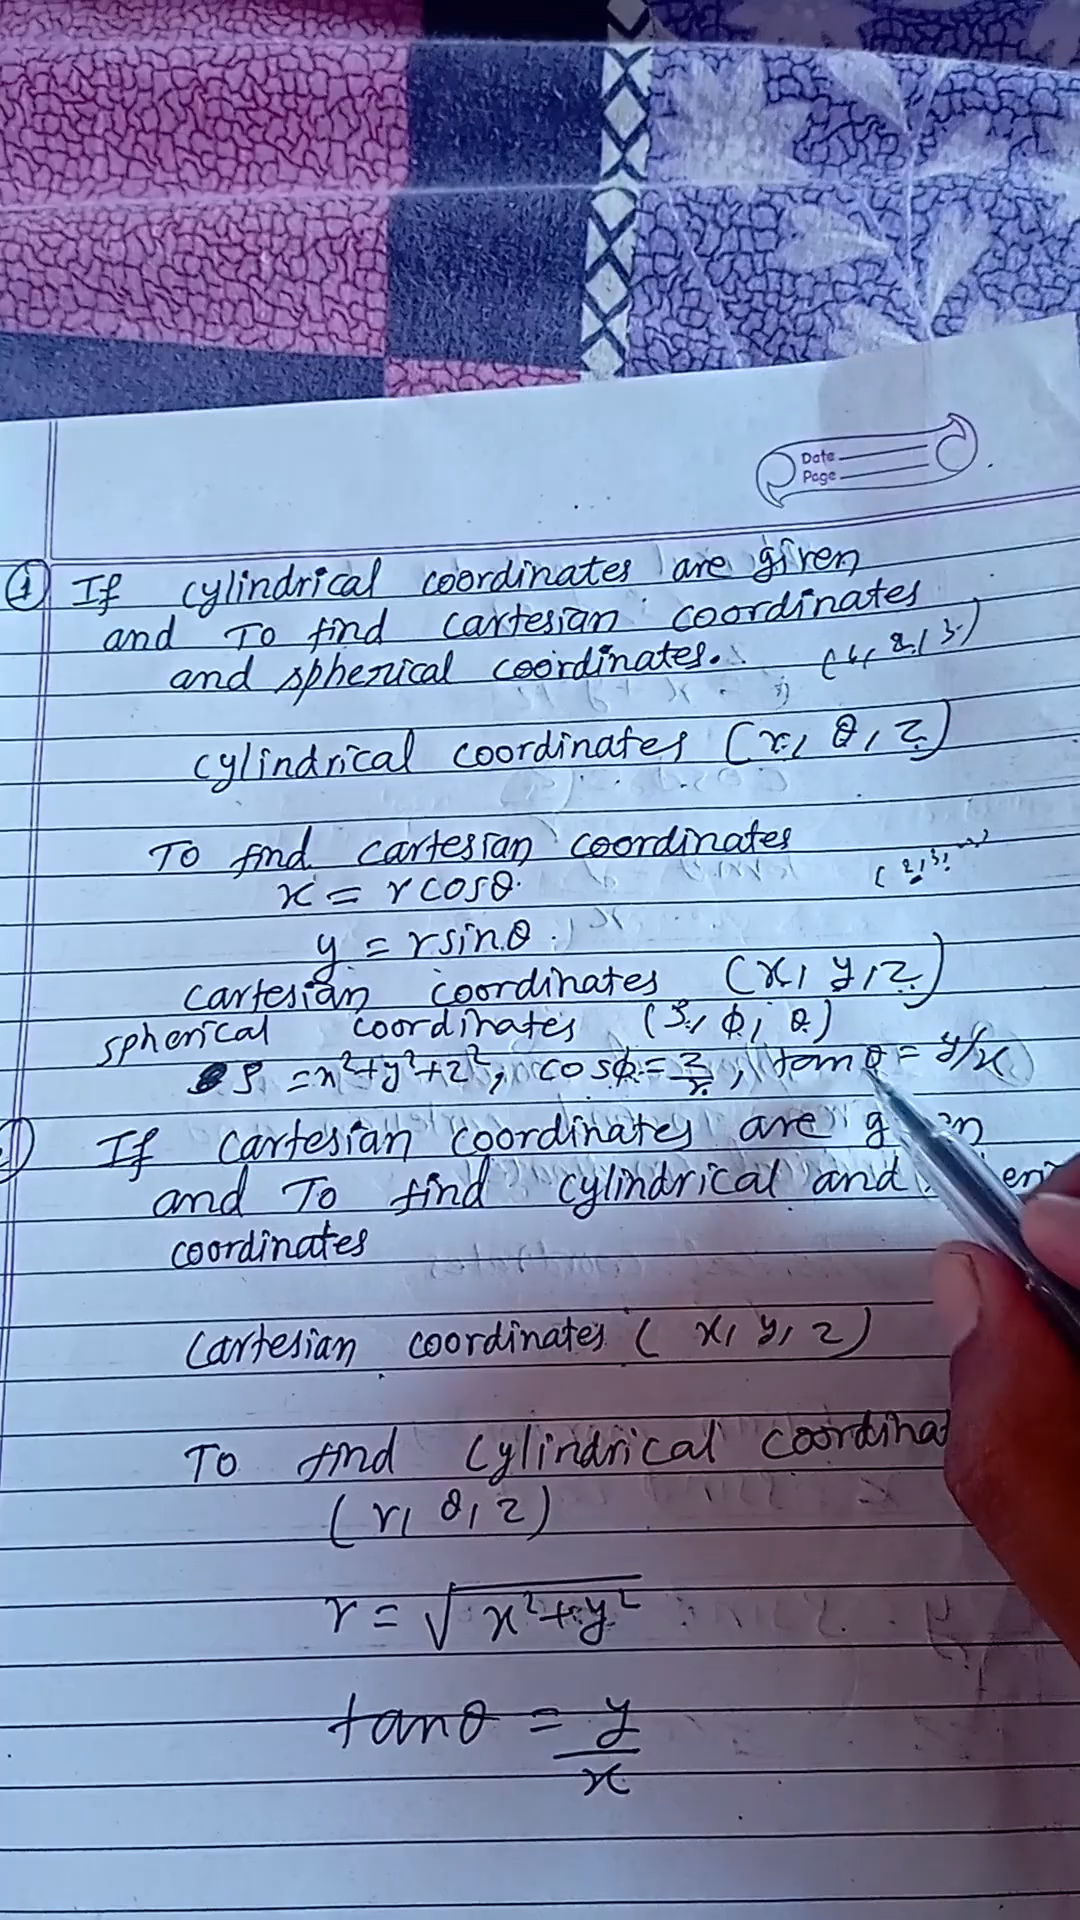 Date
Page
① If cylindrical coordinates are given
and To find cartesian coordinates
and spherical coordinates.
cylindrical coordinates (r, θ, z)
To find cartesian coordinates
x = r cosθ.
y = r sinθ.
cartesian coordinates (x, y, z)
spherical coordinates (ρ, ϕ, θ)
ρ = x²+y²+z², cosϕ = z/r, tanθ = y/x
If cartesian coordinates are
and To find cylindrical and
coordinates
Cartesian coordinates (x, y, z)
To find cylindrical coordinat
(r, θ, z)
r = √x²+y²
tanθ = y/x